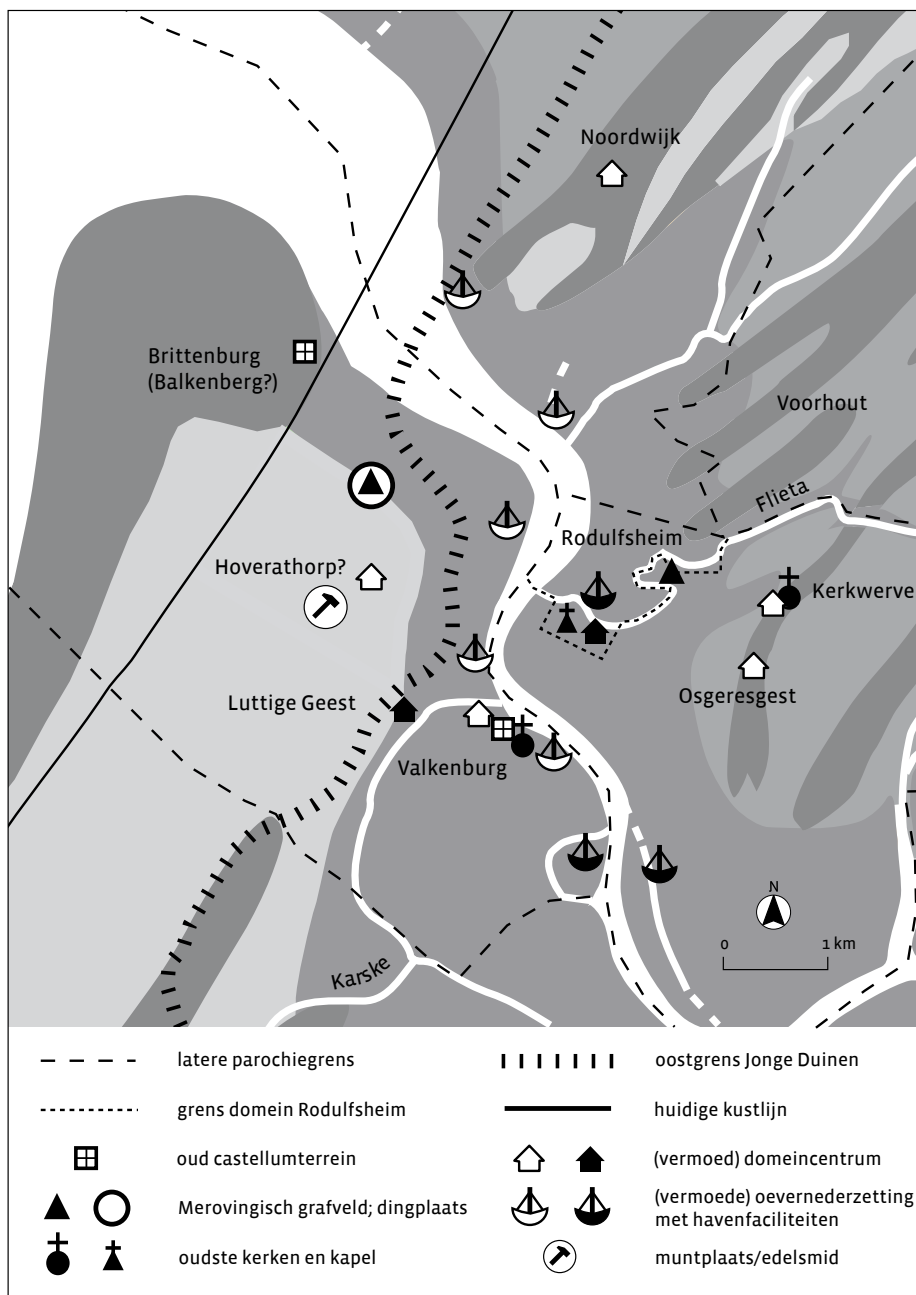 Noordwijk
Brittenburg
(Balkenberg?)
Voorhout
Flieta
Rodulfsheim
Hoverathorp?
Kerkwerve
Osgeresgest
Luttige Geest
Valkenburg
N
0 1 km
Karske
latere parochiegrens
oostgrens Jonge Duinen
grens domein Rodulfsheim
huidige kustlijn
oud castellumterrein
(vermoed) domeincentrum
Merovingisch grafveld; dingplaats
(vermoede) oevernederzetting
met havenfaciliteiten
oudste kerken en kapel
muntplaats/edelsmid